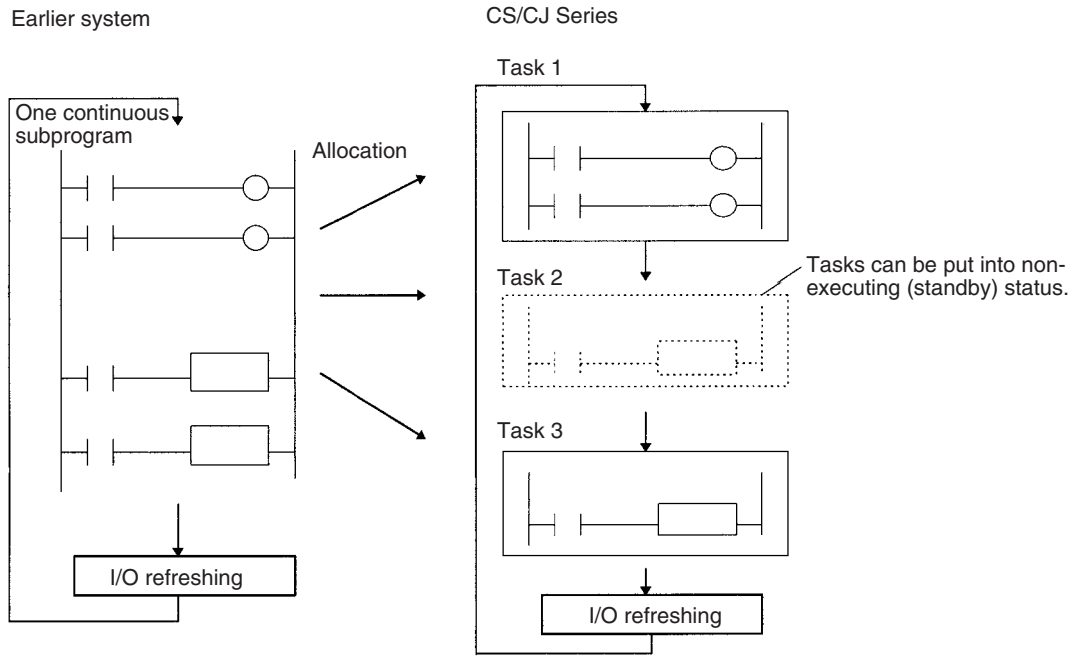 Earlier system
CS/CJ Series
One continuous
subprogram
Allocation
Task 1
Task 2
Tasks can be put into non-
executing (standby) status.
Task 3
I/O refreshing
I/O refreshing